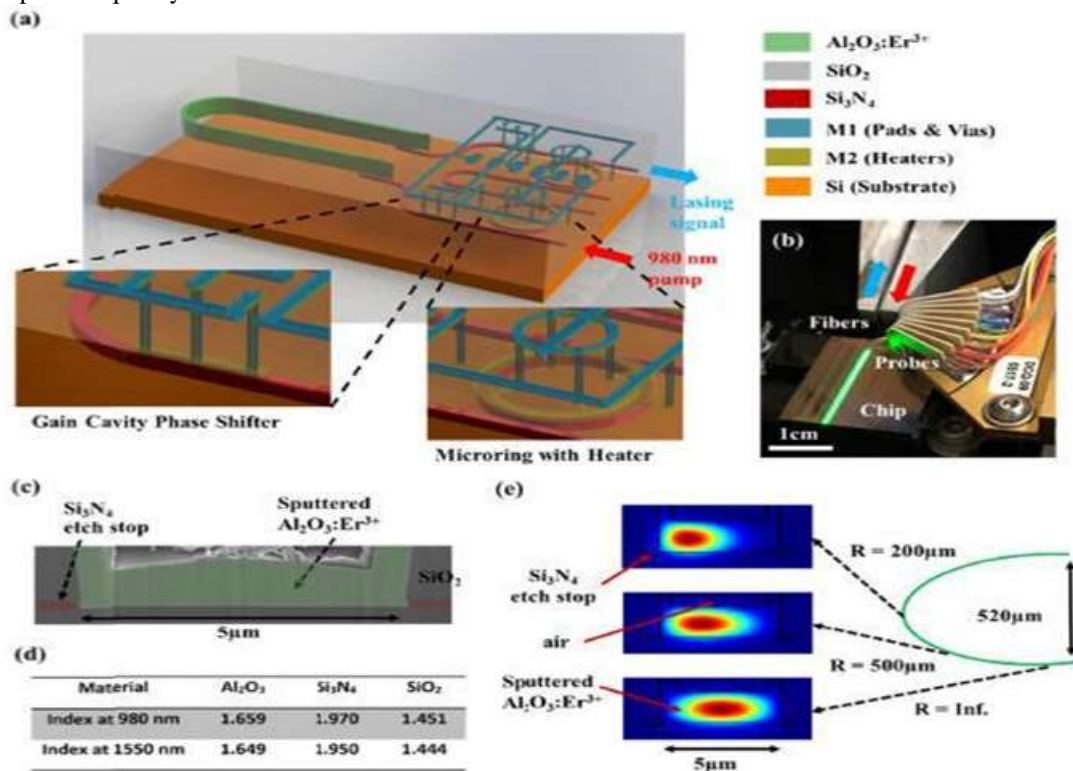 (a)
Al₂O₃:Er³⁺
SiO₂
Si₃N₄
M1 (Pads & Vias)
M2 (Heaters)
Si (Substrate)
Lasing
signal
980 nm
pump
Gain Cavity Phase Shifter
Microring with Heater
(b)
Fibers
Probes
Chip
1cm
(c)
Si₃N₄
etch stop
Sputtered
Al₂O₃:Er³⁺
SiO₂
5μm
(d)
Material Al₂O₃ Si₃N₄ SiO₂
Index at 980 nm 1.659 1.970 1.451
Index at 1550 nm 1.649 1.950 1.444
(e)
Si₃N₄
etch stop
air
Sputtered
Al₂O₃:Er³⁺
5μm
R = 200μm
R = 500μm
R = Inf.
520μm